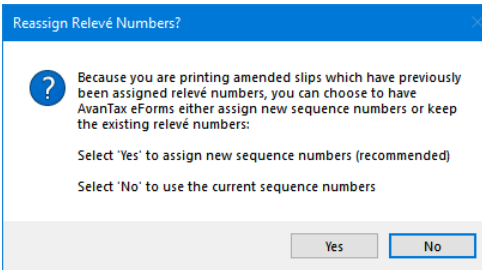 Reassign Relevé Numbers?
Because you are printing amended slips which have previously
been assigned relevé numbers, you can choose to have
AvanTax eForms either assign new sequence numbers or keep
the existing relevé numbers:
Select 'Yes' to assign new sequence numbers (recommended)
Select 'No' to use the current sequence numbers
Yes
No